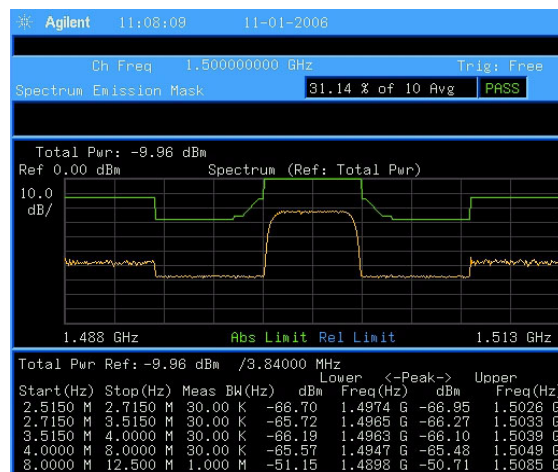 Agilent 11:08:09 11-01-2006
Ch Freq 1.500000000 GHz Trig: Free
Spectrum Emission Mask 31.14 % of 10 Avg PASS
Total Pwr: -9.96 dBm
Ref 0.00 dBm Spectrum (Ref: Total Pwr)
10.0
dB/
1.488 GHz Abs Limit Rel Limit 1.513 GHz
Total Pwr Ref: -9.96 dBm /3.84000 MHz
Lower <-Peak-> Upper
Start(Hz) Stop(Hz) Meas BW(Hz) dBm Freq(Hz) dBm Freq(Hz)
2.5150 M 2.7150 M 30.00 K -66.70 1.4974 G -66.95 1.5026 G
2.7150 M 3.5150 M 30.00 K -65.72 1.4965 G -66.27 1.5033 G
3.5150 M 4.0000 M 30.00 K -66.19 1.4963 G -66.10 1.5039 G
4.0000 M 8.0000 M 30.00 K -65.57 1.4947 G -65.48 1.5049 G
8.0000 M 12.500 M 1.000 M -51.15 1.4898 G -50.71 1.5085 G